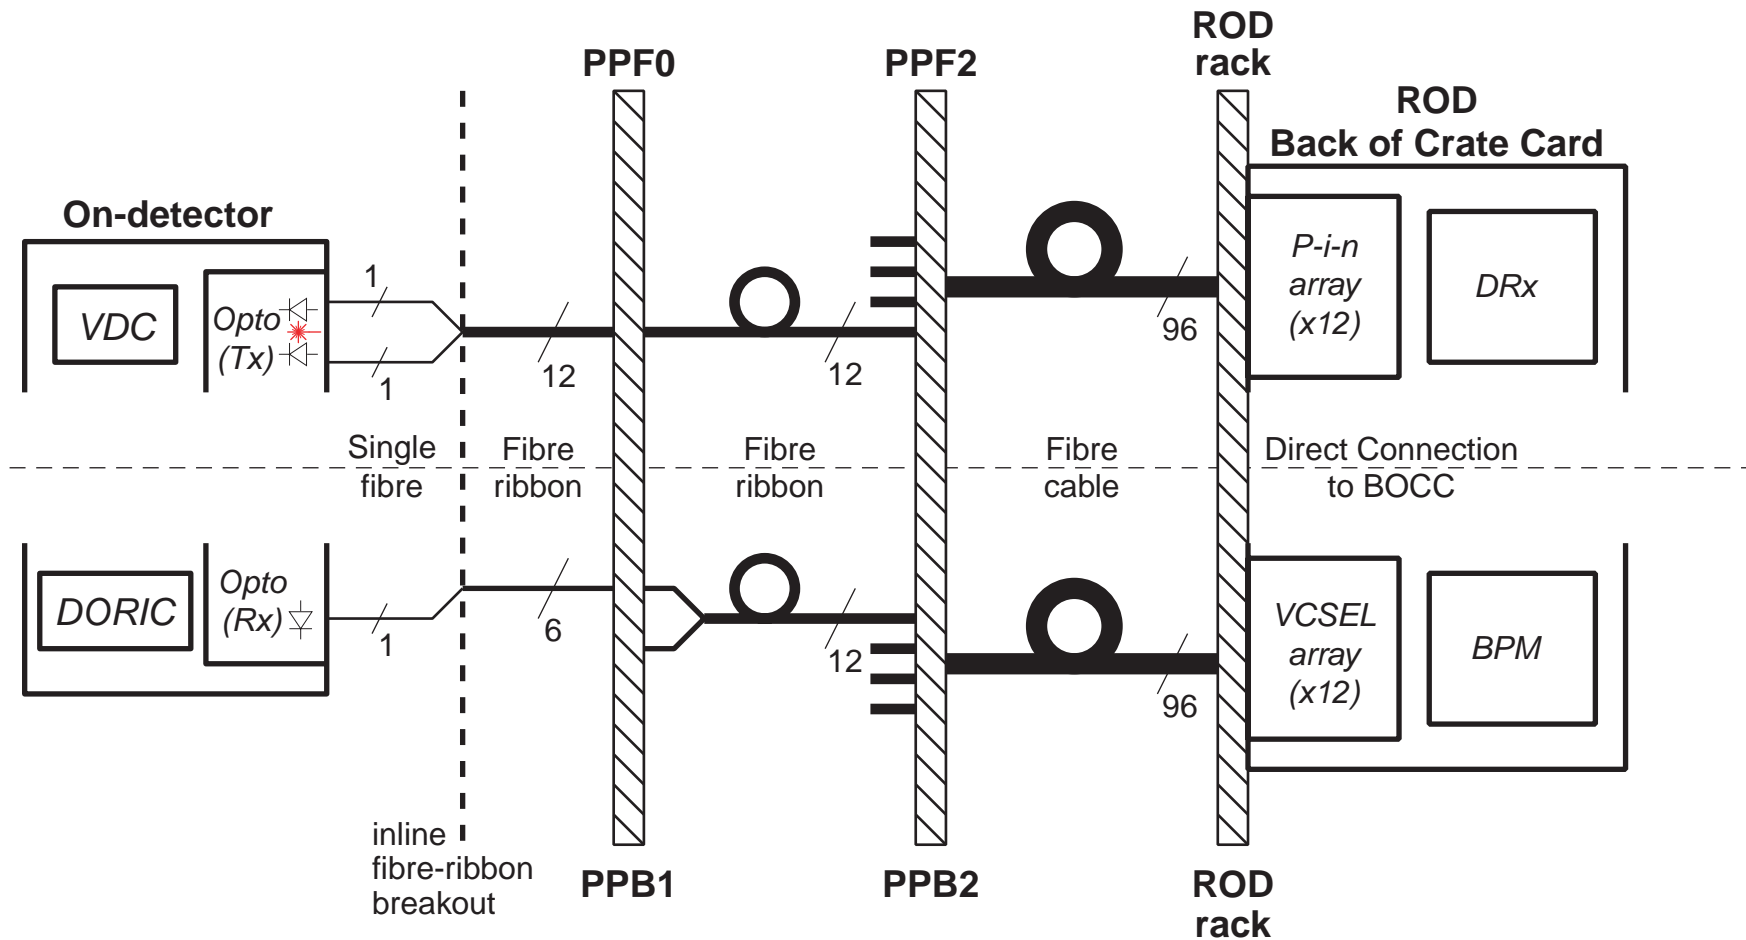 ROD
rack
PPF0
PPF2
ROD
Back of Crate Card
On-detector
VDC
Opto
(Tx)
1
1
12
12
96
P-i-n
array
(x12)
DRx
Single
fibre
Fibre
ribbon
Fibre
ribbon
Fibre
cable
Direct Connection
to BOCC
DORIC
Opto
(Rx)
1
6
12
96
VCSEL
array
(x12)
BPM
inline
fibre-ribbon
breakout
PPB1
PPB2
ROD
rack